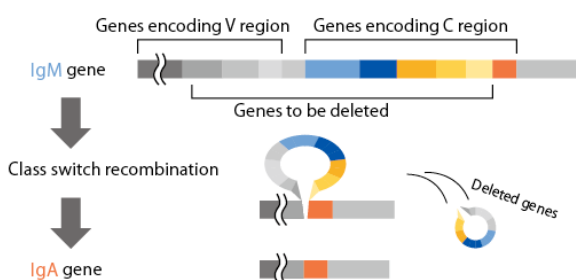 Genes encoding V region Genes encoding C region
IgM gene
Genes to be deleted
Class switch recombination
Deleted genes
IgA gene